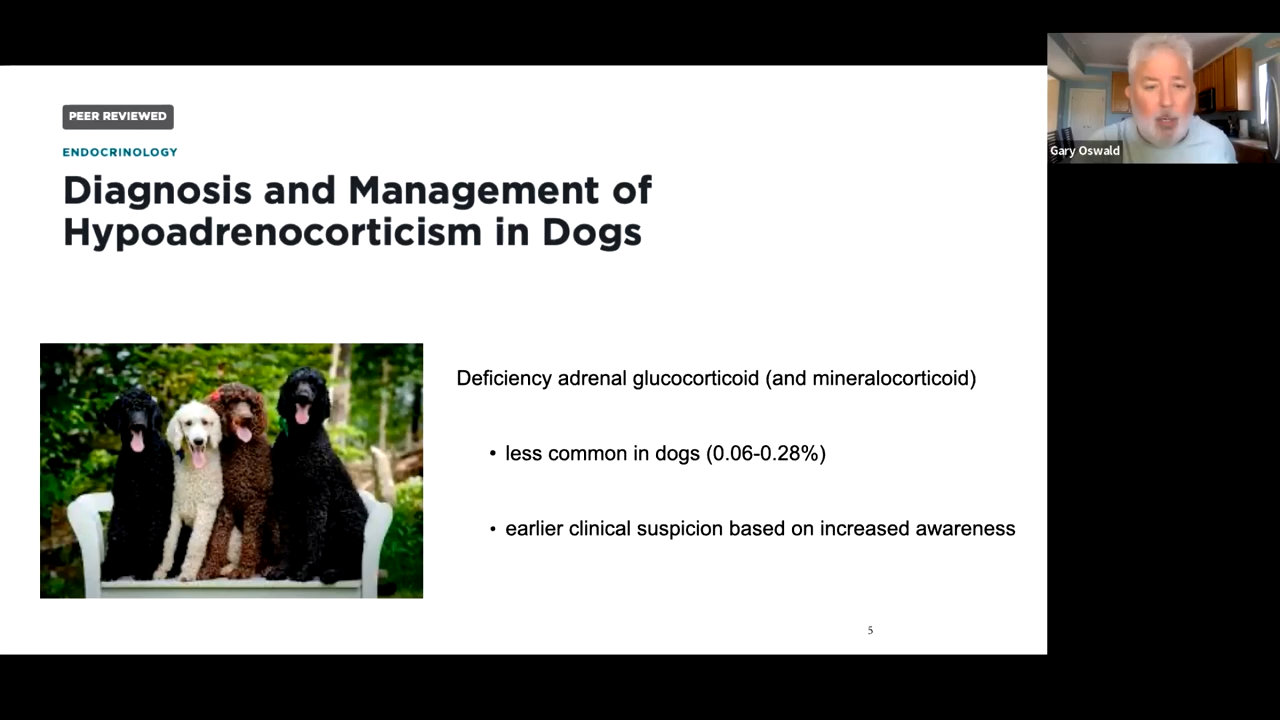 PEER REVIEWED
ENDOCRINOLOGY
Diagnosis and Management of
Hypoadrenocorticism in Dogs
Deficiency adrenal glucocorticoid (and mineralocorticoid)
• less common in dogs (0.06-0.28%)
• earlier clinical suspicion based on increased awareness
5
Gary Oswald